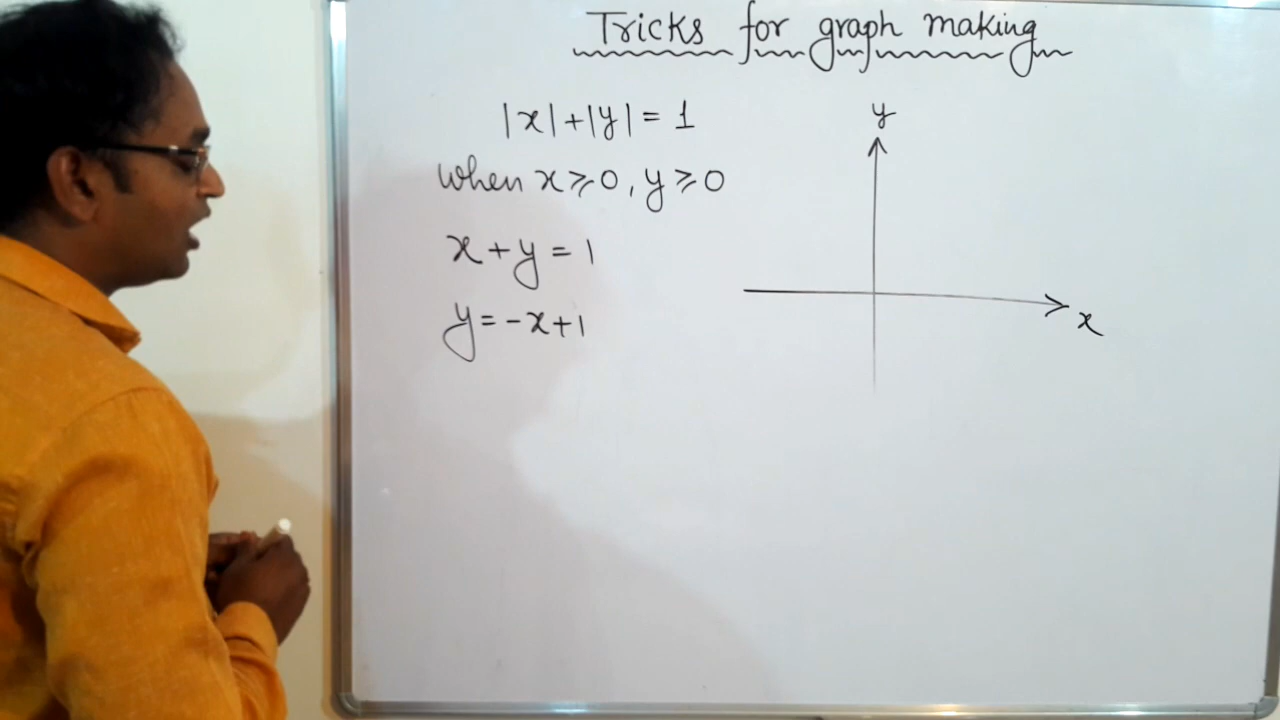 Tricks for graph making
|x|+|y|= 1
when x⩾0, y⩾0
x+y=1
y=-x+1
y
x